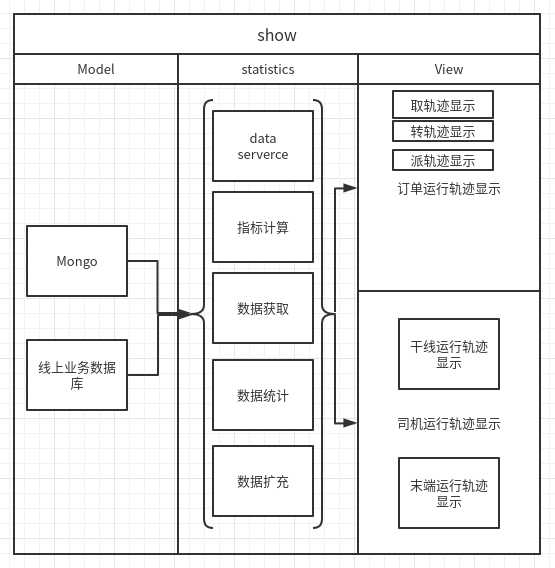 show
Model
statistics
View
Mongo
线上业务数据
库
data
serverce
指标计算
数据获取
数据统计
数据扩充
取轨迹显示
转轨迹显示
派轨迹显示
订单运行轨迹显示
干线运行轨迹
显示
司机运行轨迹显示
末端运行轨迹
显示